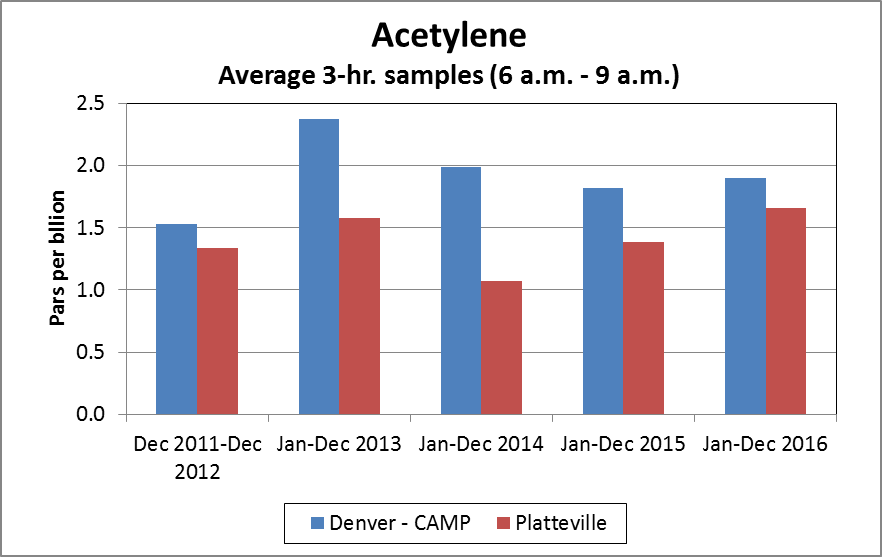 Acetylene
Average 3-hr. samples (6 a.m. - 9 a.m.)
Pars per bllion
2.5
2.0
1.5
1.0
0.5
0.0
Dec 2011-Dec
2012
Jan-Dec 2013
Jan-Dec 2014
Jan-Dec 2015
Jan-Dec 2016
Denver - CAMP
Platteville